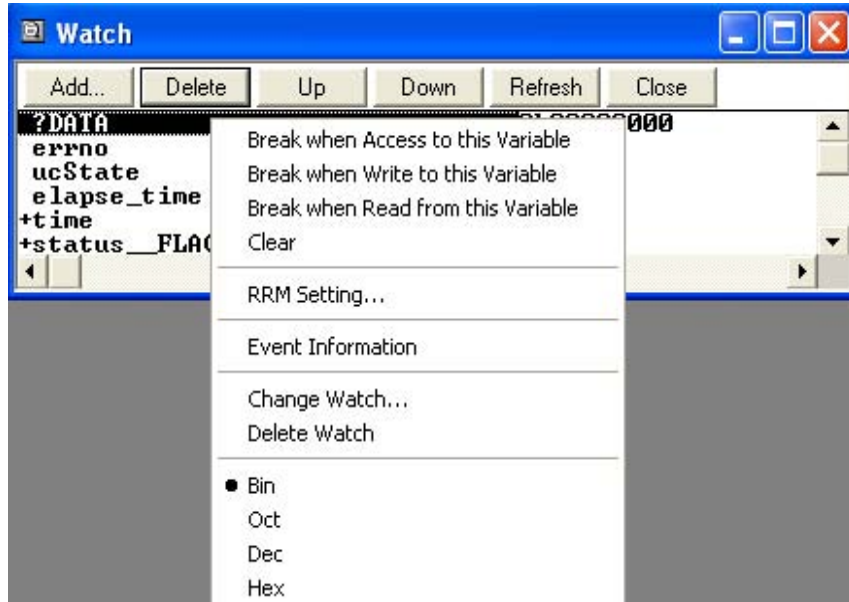 Watch
Add... Delete Up Down Refresh Close
?DATA
errno
ucState
elapse_time
+time
Break when Access to this Variable
Break when Write to this Variable
Break when Read from this Variable
Clear
RRM Setting...
Event Information
Change Watch...
Delete Watch
Bin
Oct
Dec
Hex